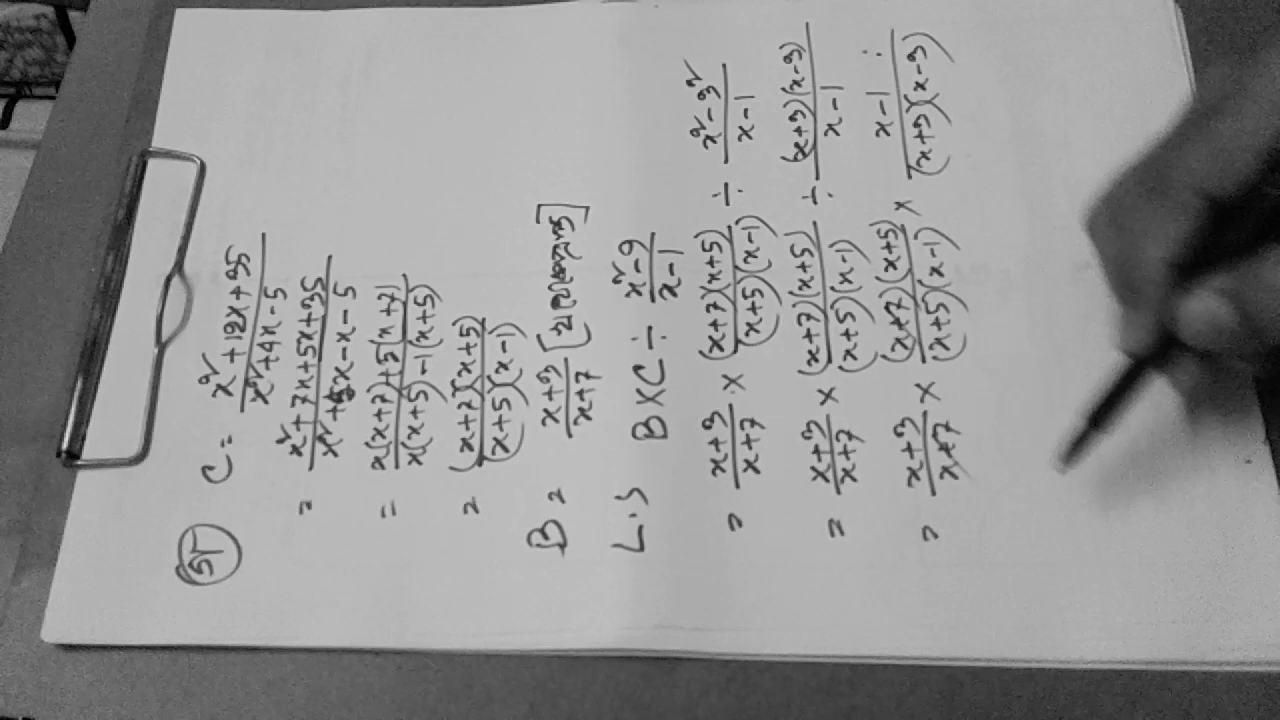 গ C = x²+12x+35 / x²+4x-5
= x²+7x+5x+35 / x²+5x-x-5
= x(x+7)+5(x+7) / x(x+5)-1(x+5)
= (x+7)(x+5) / (x+5)(x-1)
B = x+3 / x+7
L.S B×C÷ x²-9 / x-1
= x+3 / x+7 × (x+7)(x+5) / (x+5)(x-1) ÷ x²-3² / x-1
= x+3 / x+7 × (x+7)(x+5) / (x+5)(x-1) ÷ (x+3)(x-3) / x-1
= x+3 / x+7 × (x+7)(x+5) / (x+5)(x-1) × x-1 / (x+3)(x-3)